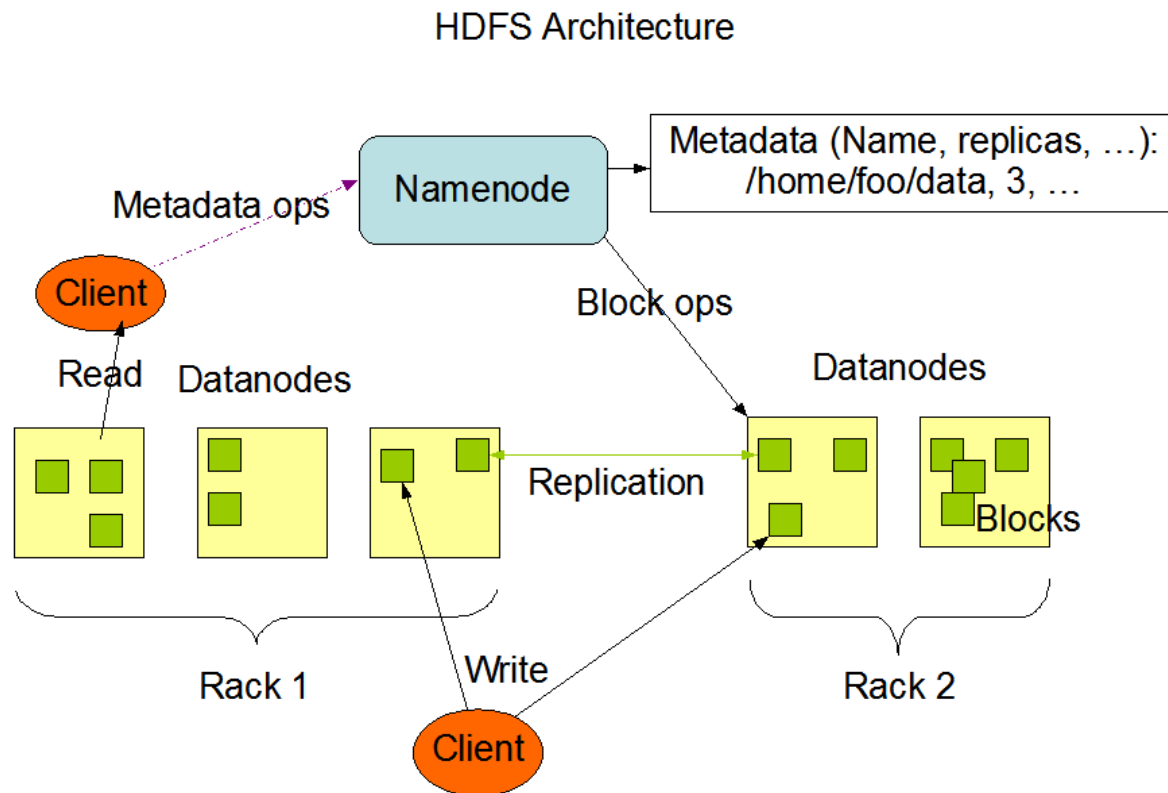 HDFS Architecture
Metadata (Name, replicas, …):
/home/foo/data, 3, …
Namenode
Metadata ops
Client
Block ops
Read
Datanodes
Datanodes
Replication
Blocks
Rack 1
Write
Rack 2
Client